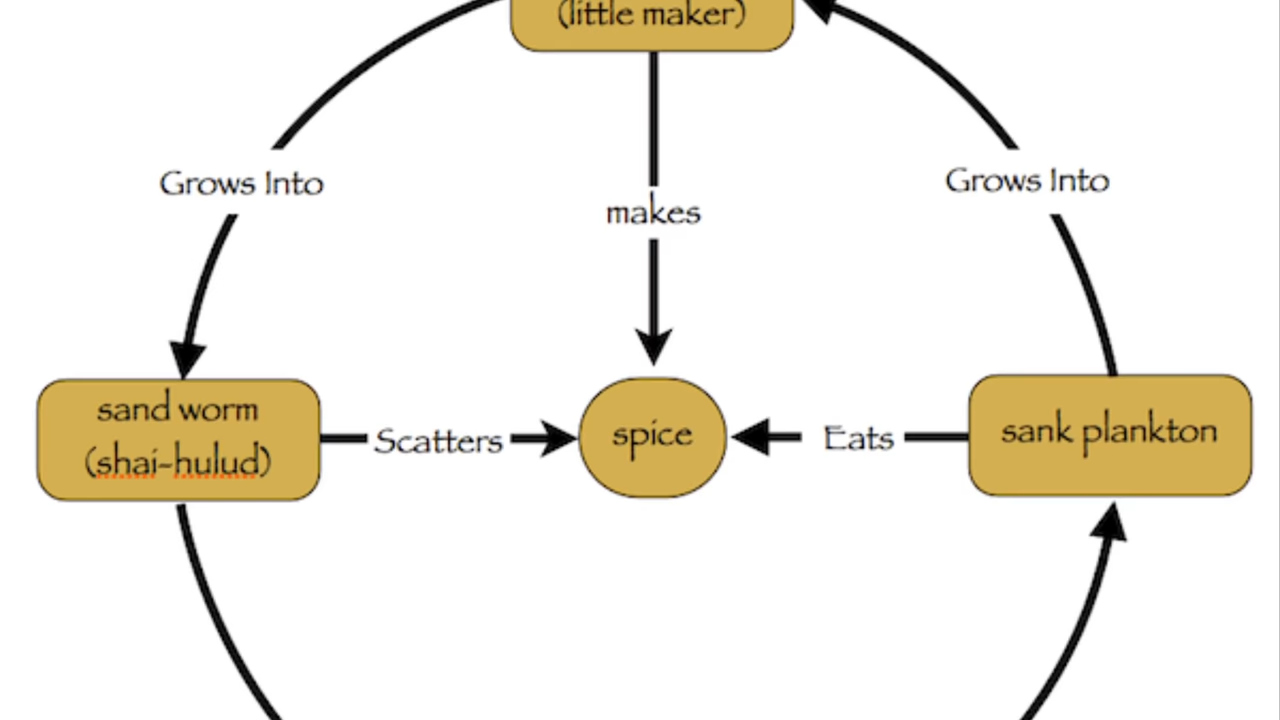 (little maker)
Grows Into
Grows Into
makes
sand worm
(shai-hulud)
Scatters
spice
Eats
sank plankton